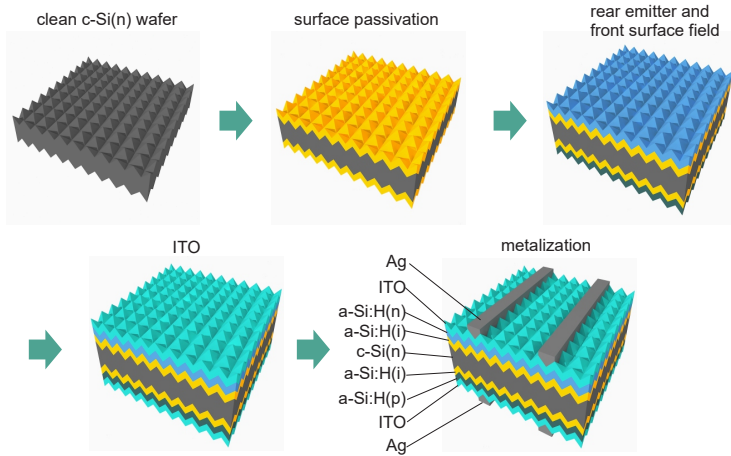 clean c-Si(n) wafer
surface passivation
rear emitter and
front surface field
ITO
metalization
Ag
ITO
a-Si:H(n)
a-Si:H(i)
c-Si(n)
a-Si:H(i)
a-Si:H(p)
ITO
Ag